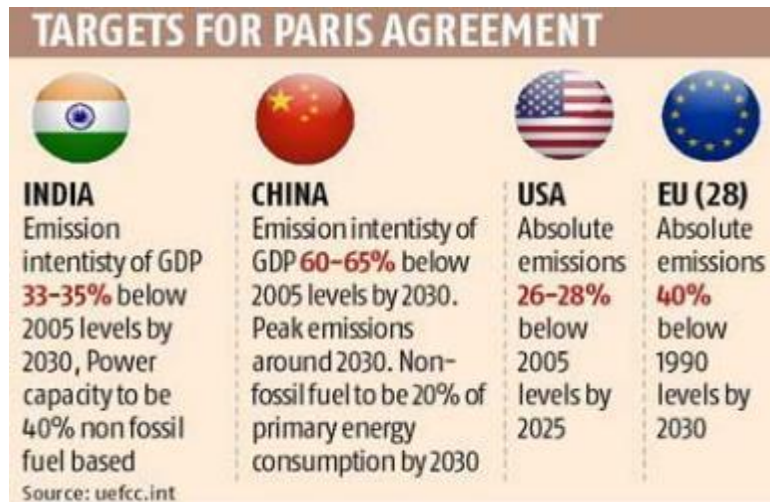 TARGETS FOR PARIS AGREEMENT
INDIA
Emission
intentisty of GDP
33–35% below
2005 levels by
2030, Power
capacity to be
40% non fossil
fuel based
CHINA
Emission intentisty of
GDP 60–65% below
2005 levels by 2030.
Peak emissions
around 2030. Non-
fossil fuel to be 20% of
primary energy
consumption by 2030
USA
Absolute
emissions
26–28%
below
2005
levels by
2025
EU (28)
Absolute
emissions
40%
below
1990
levels by
2030
Source: uefcc.int